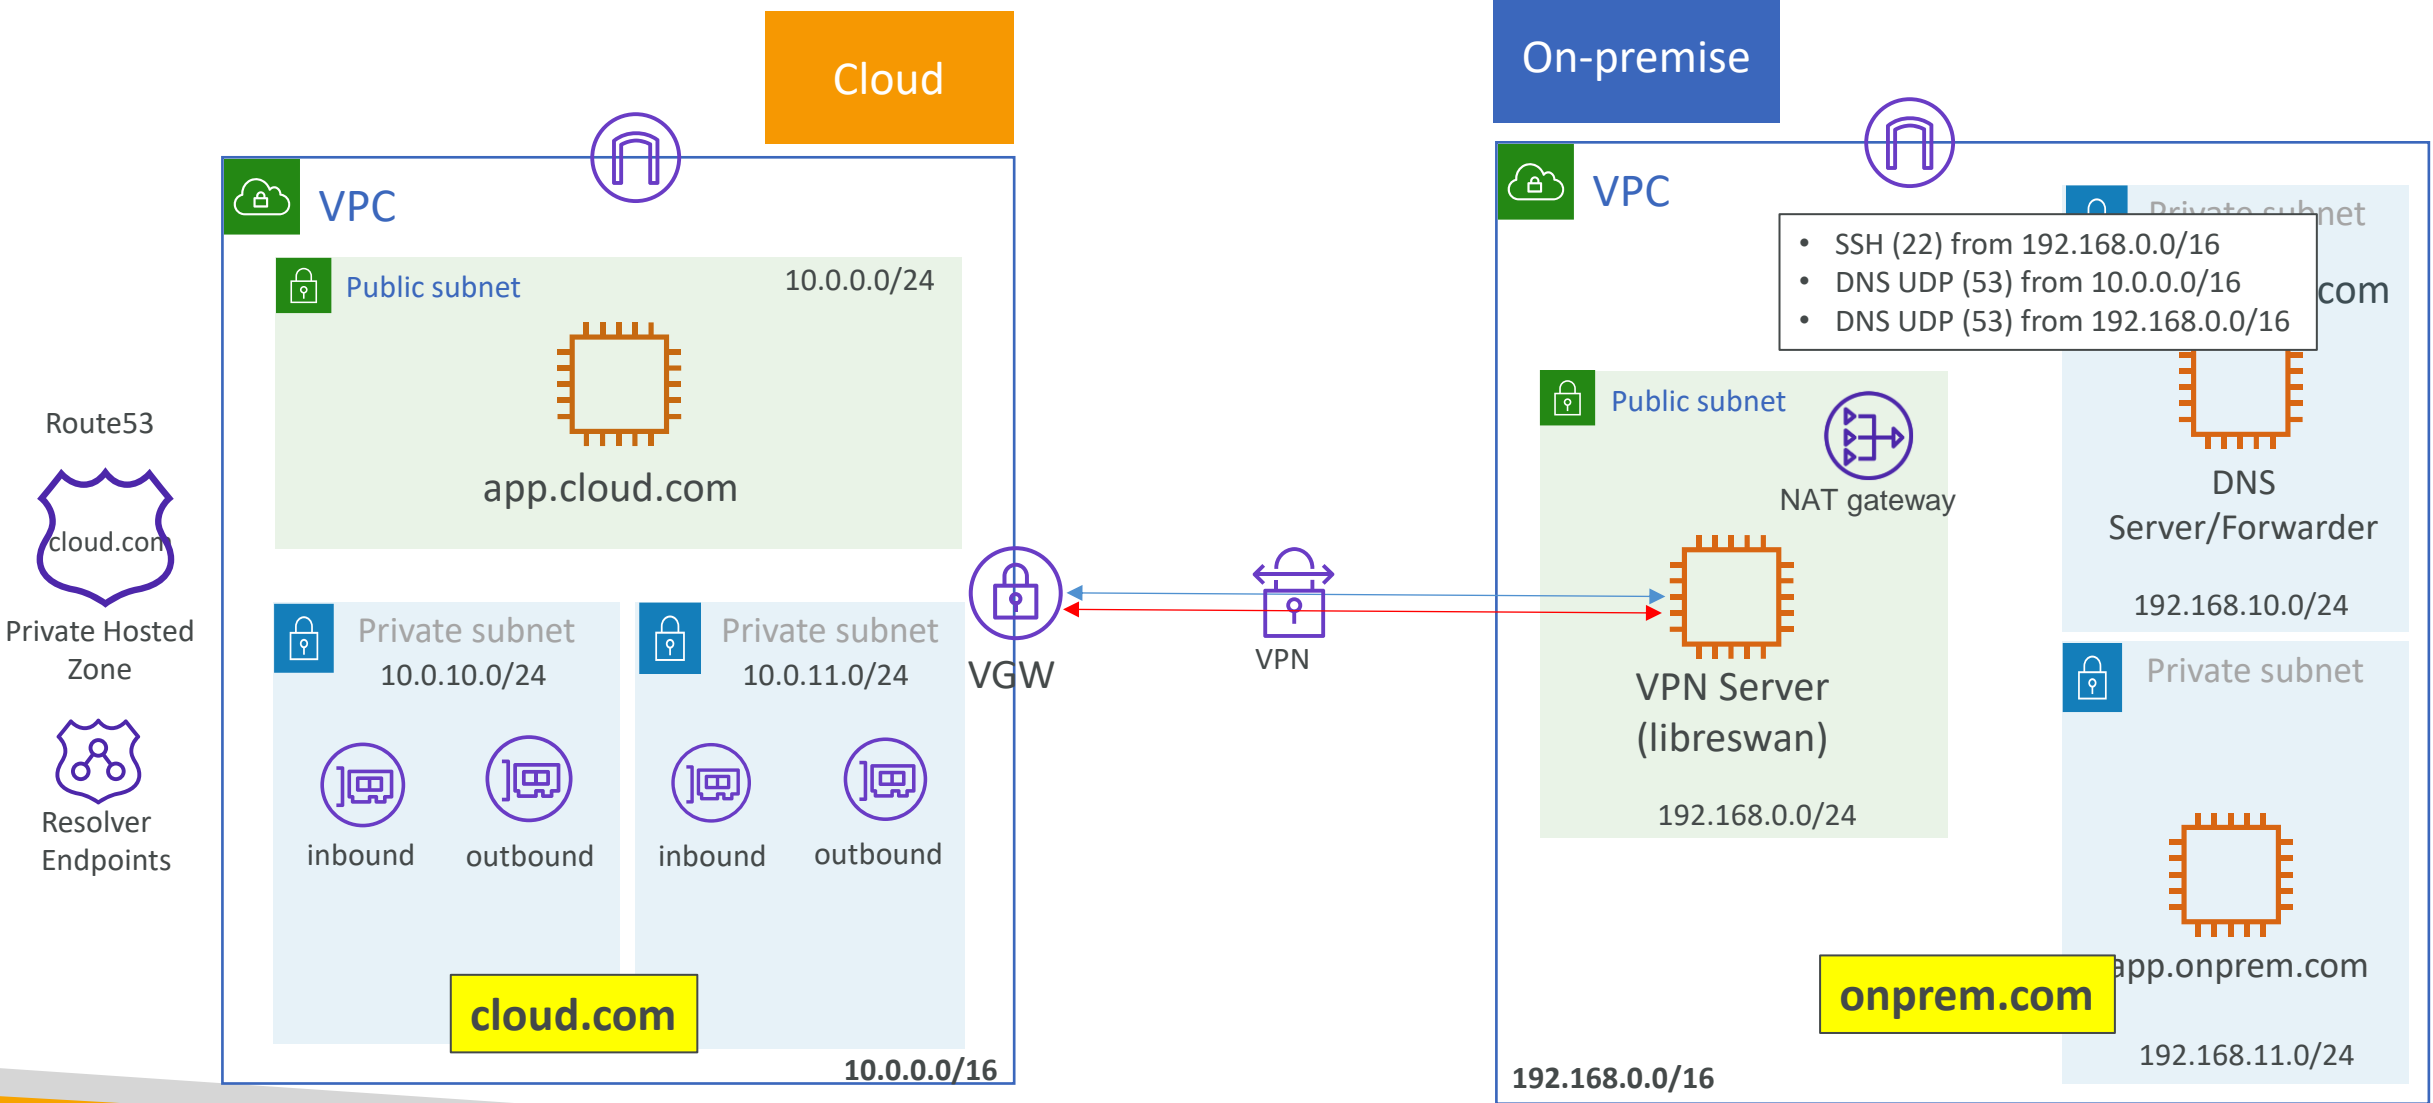 Cloud
On-premise
VPC
Public subnet
10.0.0.0/24
app.cloud.com
Route53
cloud.com
Private Hosted
Zone
Resolver
Endpoints
Private subnet
10.0.10.0/24
inbound
outbound
Private subnet
10.0.11.0/24
inbound
outbound
cloud.com
10.0.0.0/16
VGW
VPN
VPC
Private subnet
• SSH (22) from 192.168.0.0/16
• DNS UDP (53) from 10.0.0.0/16
• DNS UDP (53) from 192.168.0.0/16
com
Public subnet
NAT gateway
VPN Server
(libreswan)
192.168.0.0/24
DNS
Server/Forwarder
192.168.10.0/24
Private subnet
app.onprem.com
192.168.11.0/24
onprem.com
192.168.0.0/16